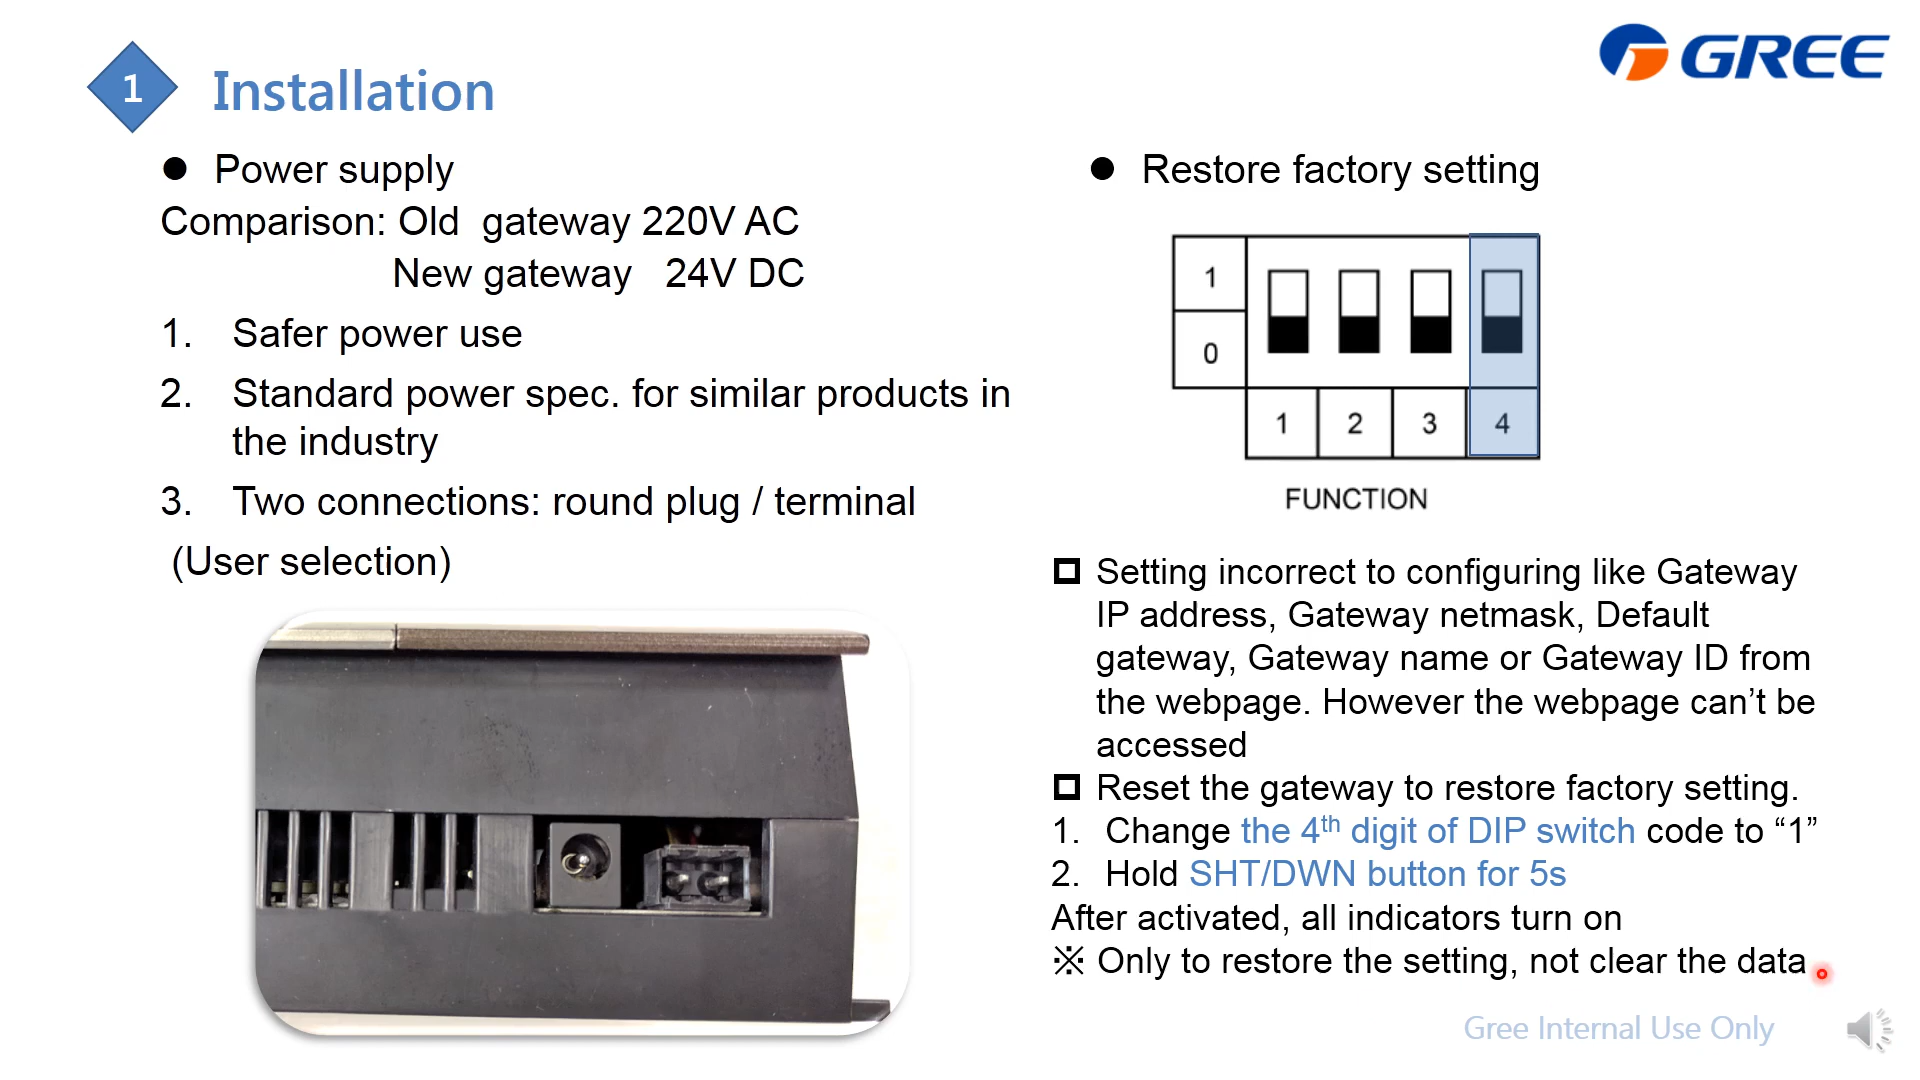 1
Installation
GREE
● Power supply
Comparison: Old gateway 220V AC
New gateway 24V DC
1. Safer power use
2. Standard power spec. for similar products in
the industry
3. Two connections: round plug / terminal
(User selection)
● Restore factory setting
1
0
1 2 3 4
FUNCTION
Setting incorrect to configuring like Gateway
IP address, Gateway netmask, Default
gateway, Gateway name or Gateway ID from
the webpage. However the webpage can’t be
accessed
Reset the gateway to restore factory setting.
1. Change the 4th digit of DIP switch code to “1”
2. Hold SHT/DWN button for 5s
After activated, all indicators turn on
※ Only to restore the setting, not clear the data
Gree Internal Use Only